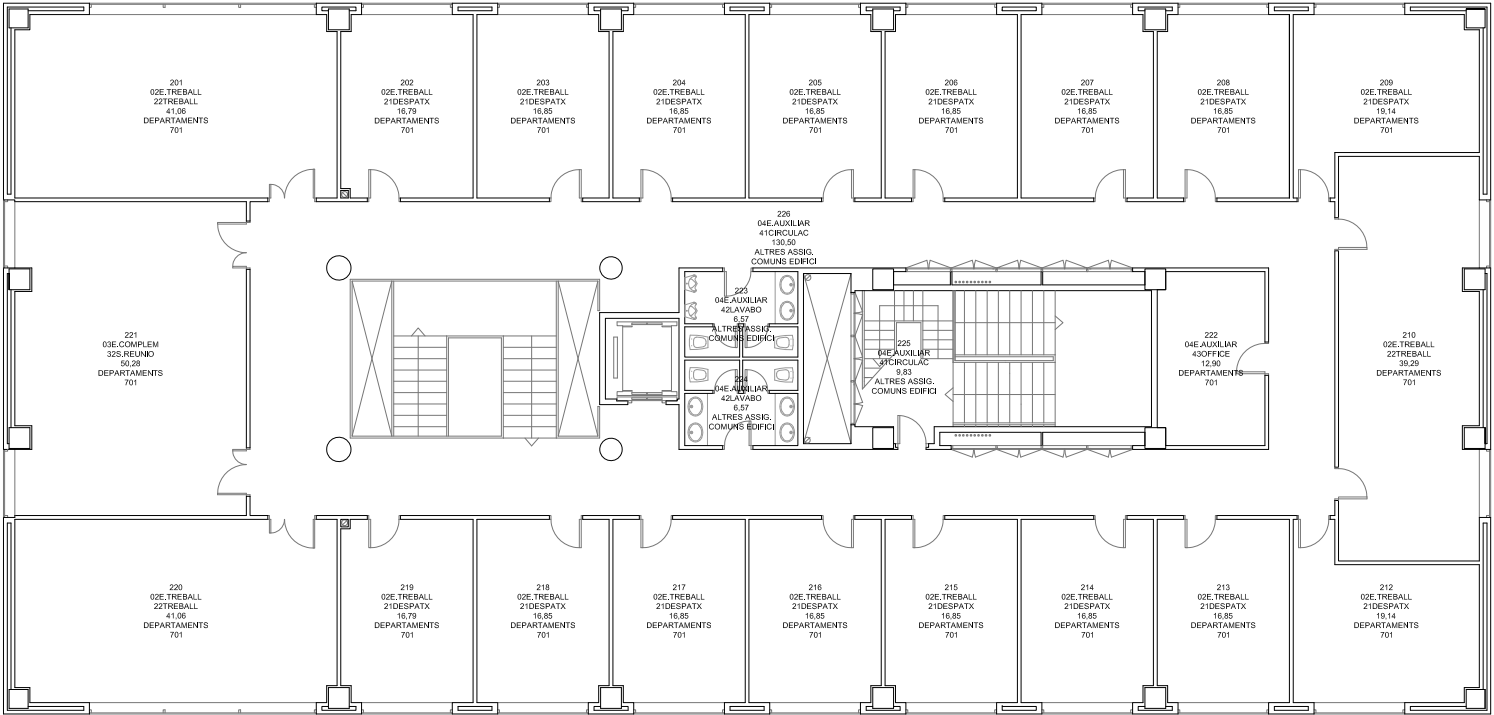 201
02E.TREBALL
22TREBALL
41,06
DEPARTAMENTS
701
202
02E.TREBALL
21DESPATX
16,79
DEPARTAMENTS
701
203
02E.TREBALL
21DESPATX
16,85
DEPARTAMENTS
701
204
02E.TREBALL
21DESPATX
16,85
DEPARTAMENTS
701
205
02E.TREBALL
21DESPATX
16,85
DEPARTAMENTS
701
206
02E.TREBALL
21DESPATX
16,85
DEPARTAMENTS
701
207
02E.TREBALL
21DESPATX
16,85
DEPARTAMENTS
701
208
02E.TREBALL
21DESPATX
16,85
DEPARTAMENTS
701
209
02E.TREBALL
21DESPATX
19,14
DEPARTAMENTS
701
226
04E.AUXILIAR
41CIRCULAC
130,50
ALTRES ASSIG.
COMUNS EDIFICI
221
03E.COMPLEM
32S.REUNIO
50,28
DEPARTAMENTS
701
223
04E.AUXILIAR
42LAVABO
6,57
ALTRES ASSIG.
COMUNS EDIFICI
224
04E.AUXILIAR
42LAVABO
6,57
ALTRES ASSIG.
COMUNS EDIFICI
225
04E.AUXILIAR
41CIRCULAC
9,83
ALTRES ASSIG.
COMUNS EDIFICI
222
04E.AUXILIAR
43OFFICE
12,90
DEPARTAMENTS
701
210
02E.TREBALL
22TREBALL
39,29
DEPARTAMENTS
701
220
02E.TREBALL
22TREBALL
41,06
DEPARTAMENTS
701
219
02E.TREBALL
21DESPATX
16,79
DEPARTAMENTS
701
218
02E.TREBALL
21DESPATX
16,85
DEPARTAMENTS
701
217
02E.TREBALL
21DESPATX
16,85
DEPARTAMENTS
701
216
02E.TREBALL
21DESPATX
16,85
DEPARTAMENTS
701
215
02E.TREBALL
21DESPATX
16,85
DEPARTAMENTS
701
214
02E.TREBALL
21DESPATX
16,85
DEPARTAMENTS
701
213
02E.TREBALL
21DESPATX
16,85
DEPARTAMENTS
701
212
02E.TREBALL
21DESPATX
19,14
DEPARTAMENTS
701